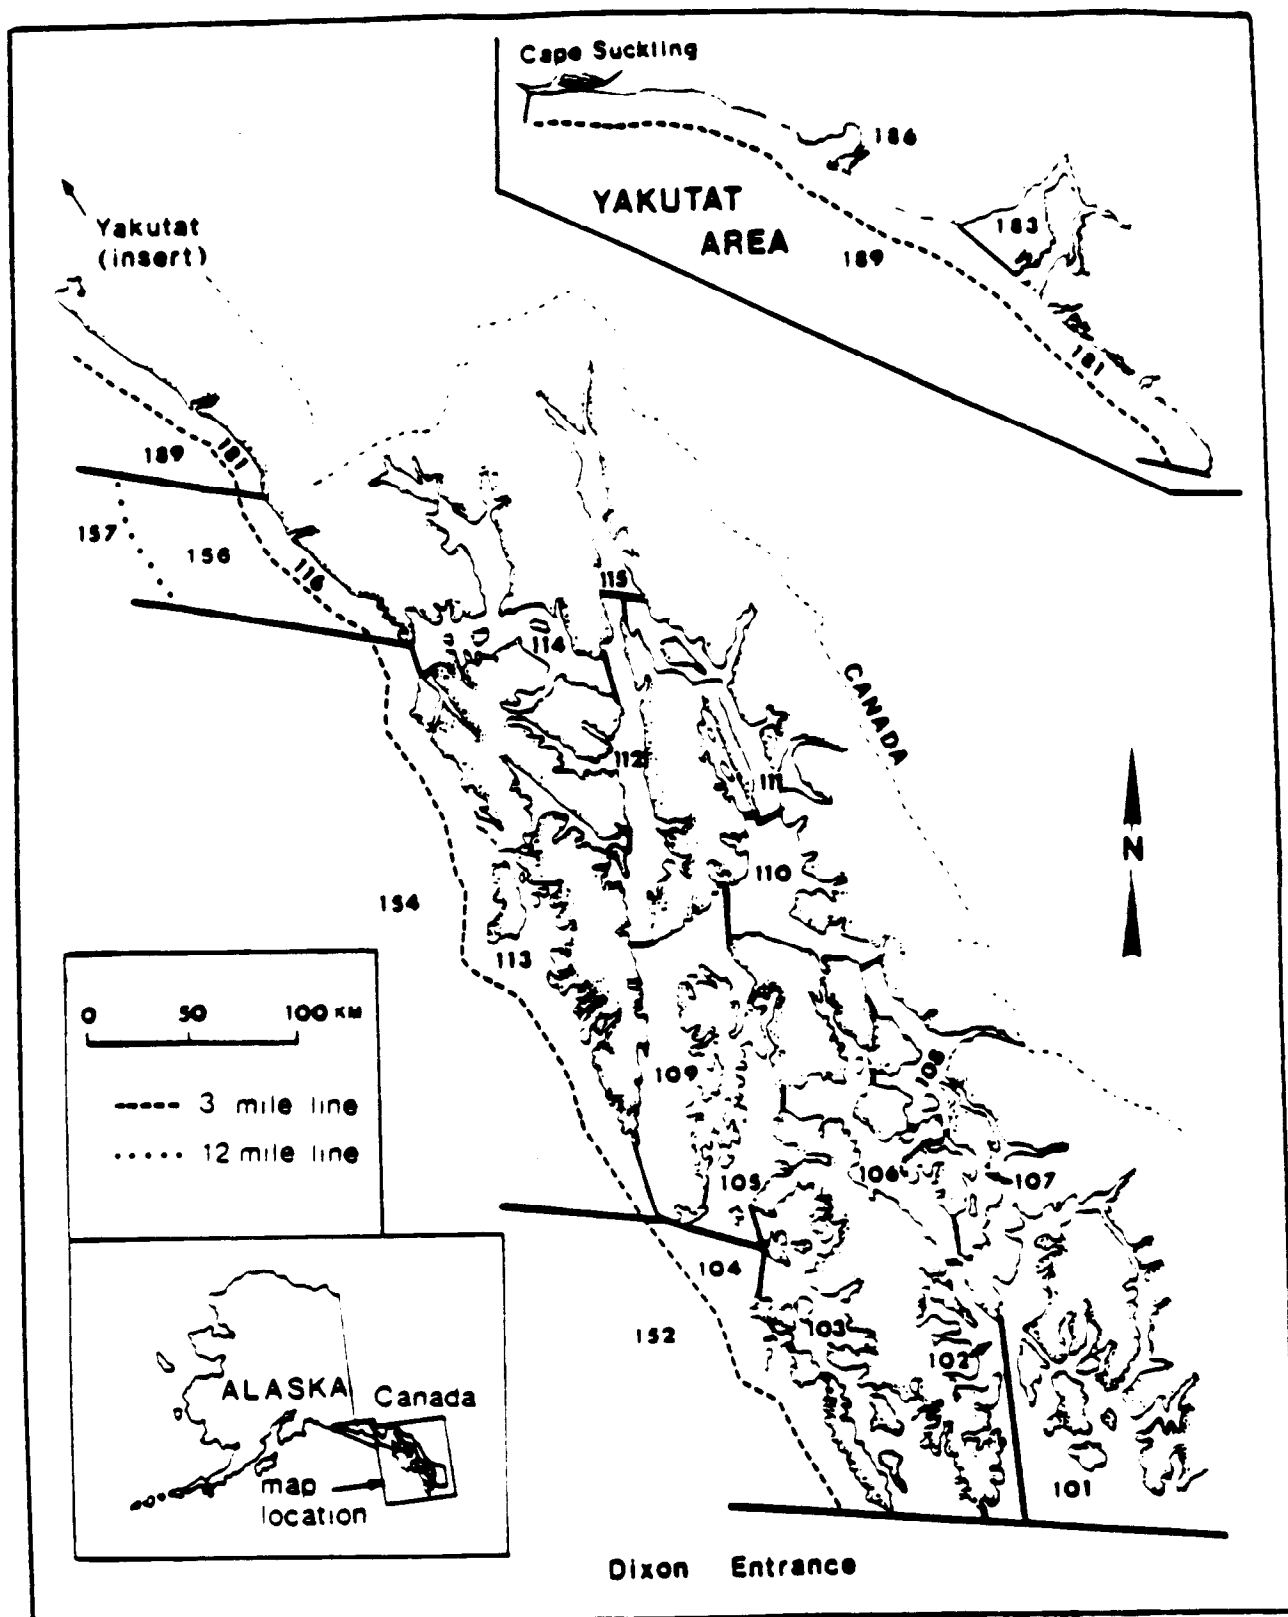 Cape Suckling
186
YAKUTAT
AREA
183
189
181
Yakutat
(insert)
189
181
157
156
116
115
114
CANADA
112
111
N
110
154
113
0 50 100 KM
109
108
--- 3 mile line
..... 12 mile line
106
107
105
104
152
103
102
ALASKA
Canada
map
location
101
Dixon Entrance